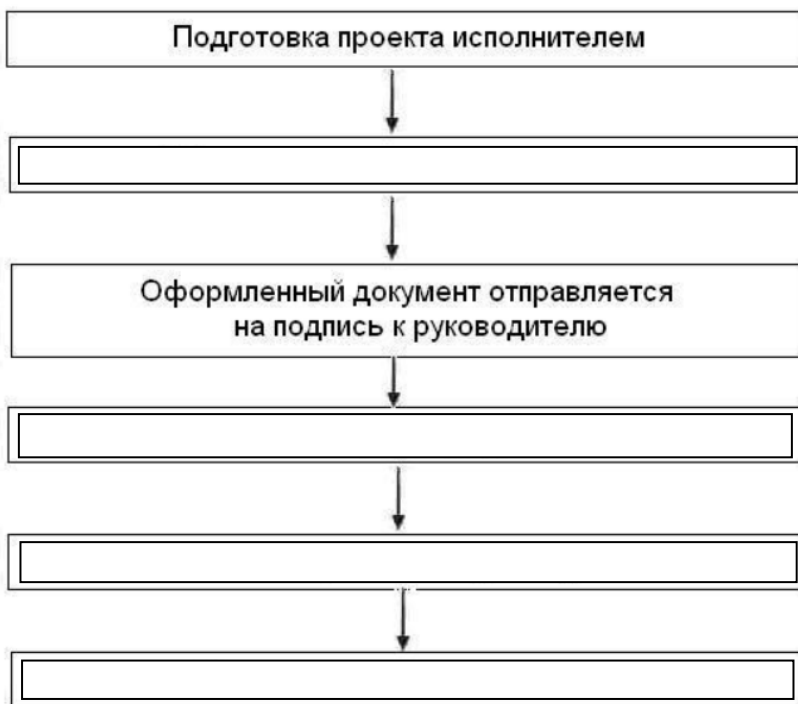 Подготовка проекта исполнителем
Оформленный документ отправляется
на подпись к руководителю